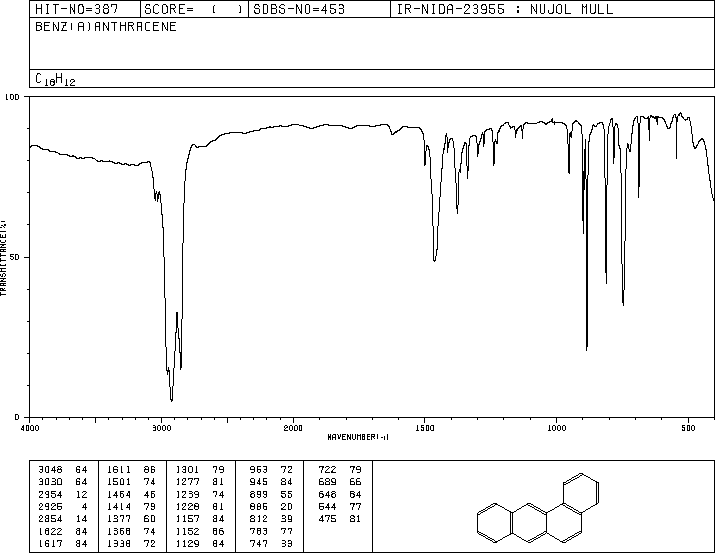 HIT-NO=387 SCORE= ( ) SDBS-NO=453 IR-NIDA-23955 : NUJOL MULL
BENZ(A)ANTHRACENE
C18H12
100
50
0
TRANSMITTANCE(%)
4000 3000 2000 1500 1000 500
WAVENUMBER(-1)
3048 64 1611 86 1301 79 953 72 722 79
3030 64 1501 74 1277 81 945 84 689 66
2954 12 1464 46 1239 74 899 55 648 84
2925 4 1414 79 1228 81 886 20 544 77
2854 14 1377 60 1157 84 812 39 475 81
1622 84 1368 74 1152 86 783 77
1617 84 1338 72 1129 84 747 33